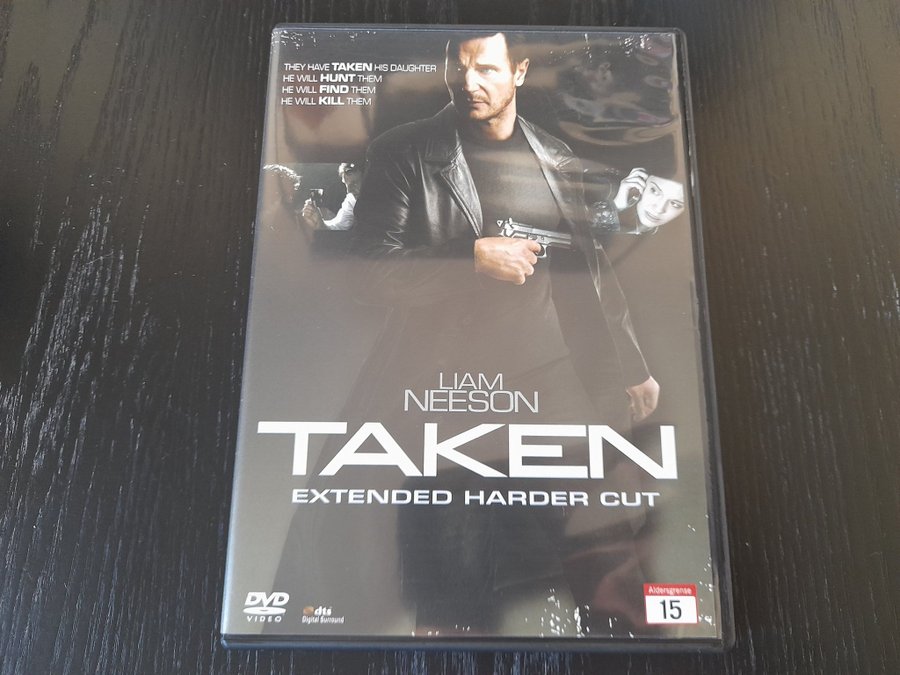 THEY HAVE TAKEN HIS DAUGHTER
HE WILL HUNT THEM
HE WILL FIND THEM
HE WILL KILL THEM
LIAM
NEESON
TAKEN
EXTENDED HARDER CUT
DVD
VIDEO
dts
Digital Surround
Aldersgrense
15